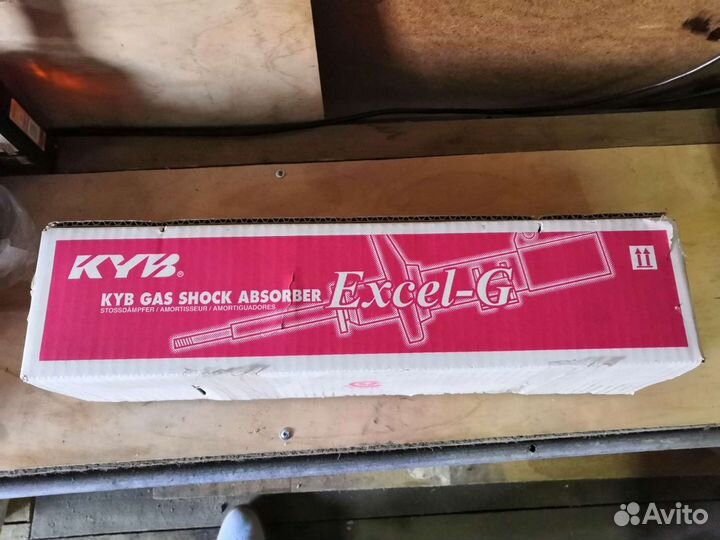 KYB®
KYB GAS SHOCK ABSORBER
STOSSDÄMPFER / AMORTISSEUR / AMORTIGUADORES
Excel-G
Avito